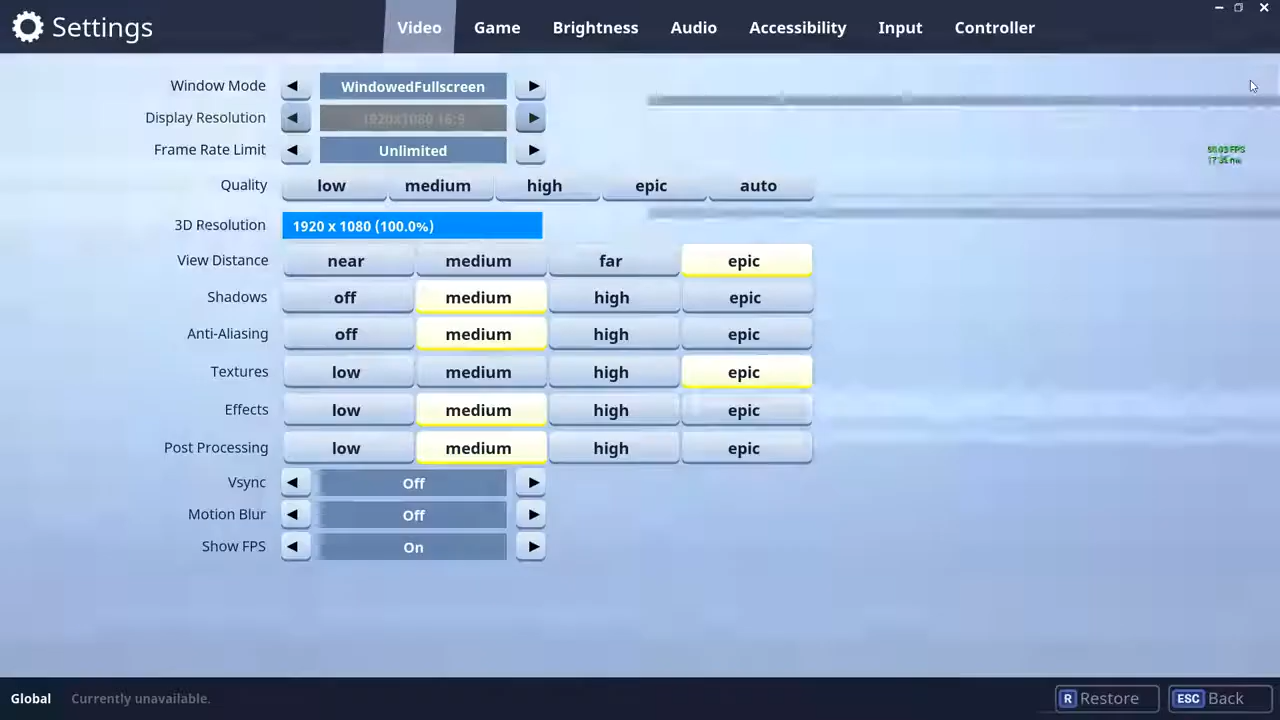 Settings
Video Game Brightness Audio Accessibility Input Controller
Window Mode WindowedFullscreen
Display Resolution 1920x1080 16:9
Frame Rate Limit Unlimited
Quality low medium high epic auto
3D Resolution 1920 x 1080 (100.0%)
View Distance near medium far epic
Shadows off medium high epic
Anti-Aliasing off medium high epic
Textures low medium high epic
Effects low medium high epic
Post Processing low medium high epic
Vsync Off
Motion Blur Off
Show FPS On
Global Currently unavailable. R Restore ESC Back